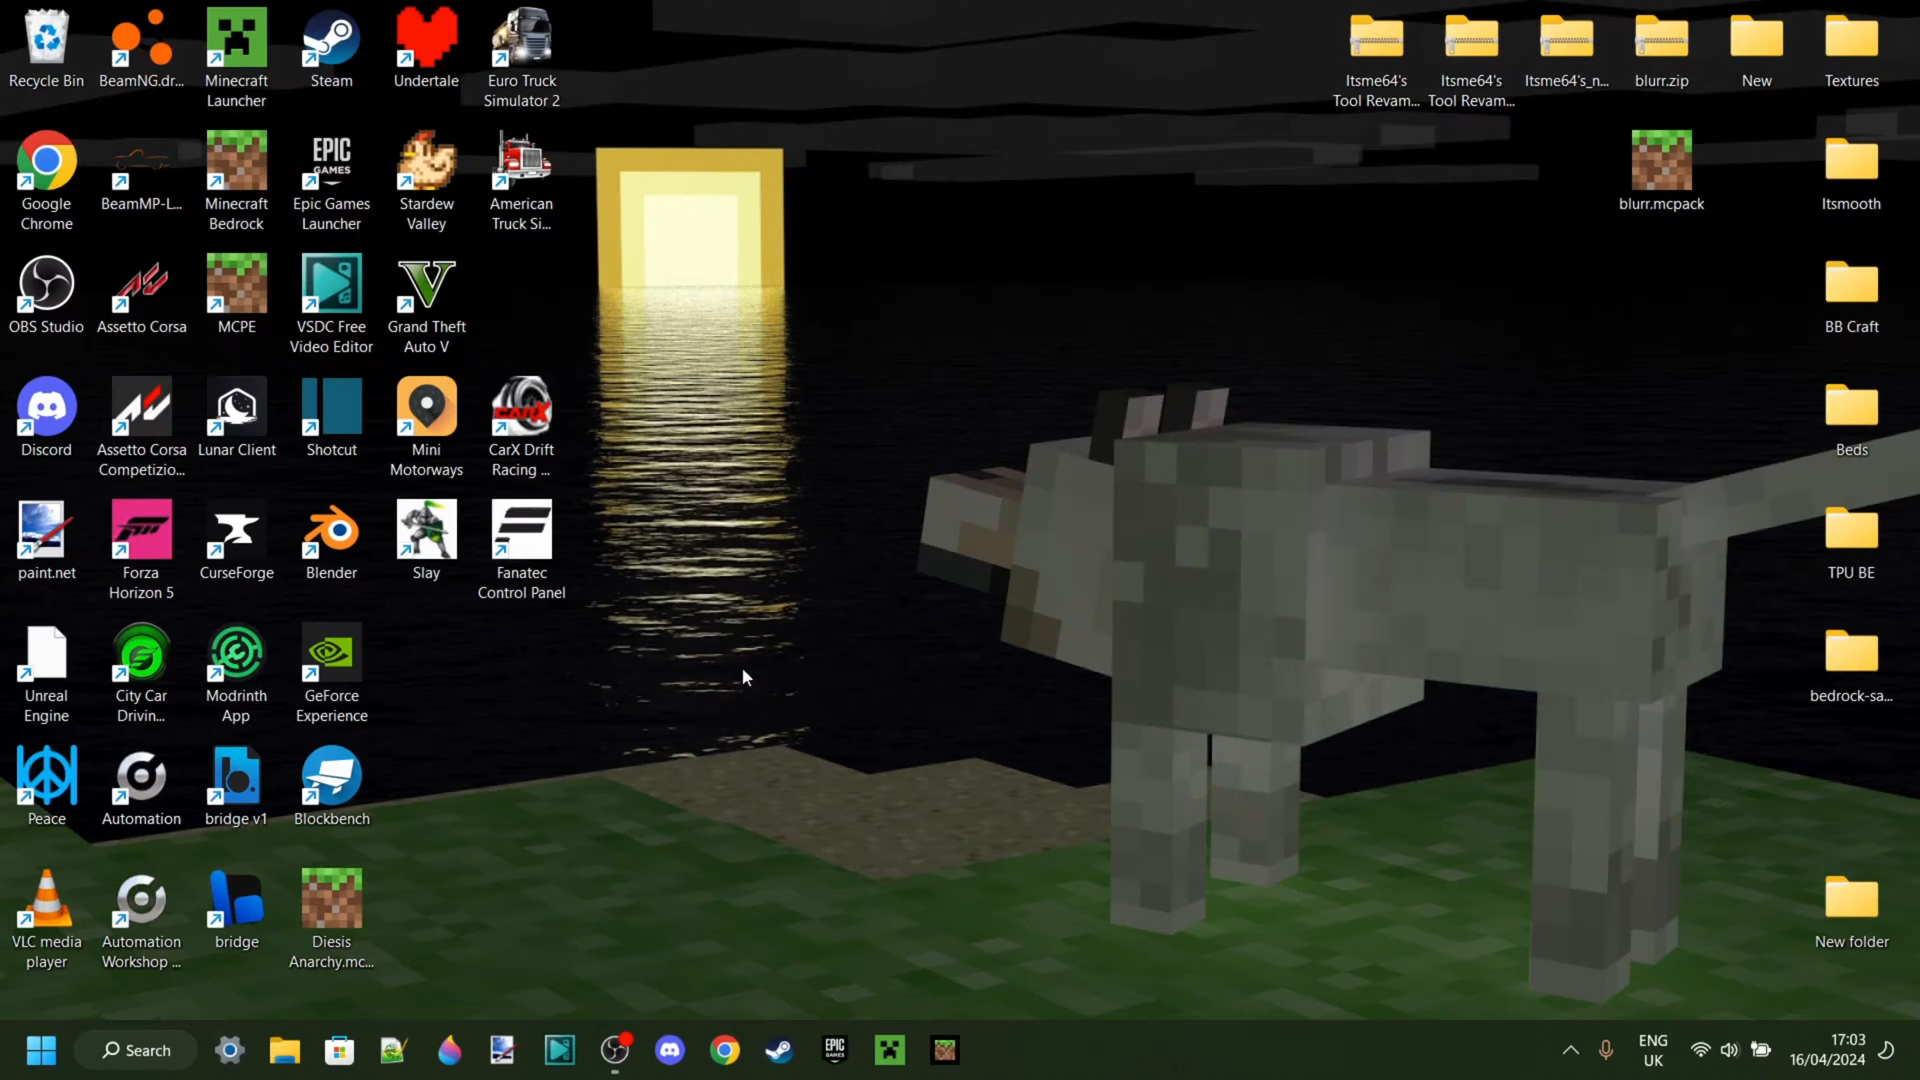 Recycle Bin
BeamNG.dr...
Minecraft
Launcher
Steam
Undertale
Euro Truck
Simulator 2
Itsme64's
Tool Revam...
Itsme64's
Tool Revam...
Itsme64's_n...
blurr.zip
New
Textures
Google
Chrome
BeamMP-L...
Minecraft
Bedrock
EPIC
GAMES
Epic Games
Launcher
Stardew
Valley
American
Truck Si...
blurr.mcpack
Itsmooth
OBS Studio
Assetto Corsa
MCPE
VSDC Free
Video Editor
V
Grand Theft
Auto V
BB Craft
Discord
Assetto Corsa
Competizio...
Lunar Client
Shotcut
Mini
Motorways
CARX
CarX Drift
Racing ...
Beds
paint.net
Forza
Horizon 5
CurseForge
Blender
Slay
Fanatec
Control Panel
TPU BE
Unreal
Engine
City Car
Drivin...
Modrinth
App
GeForce
Experience
bedrock-sa...
Peace
Automation
bridge v1
Blockbench
VLC media
player
Automation
Workshop ...
bridge
Diesis
Anarchy.mc...
New folder
Search
EPIC
GAMES
ENG
UK
17:03
16/04/2024